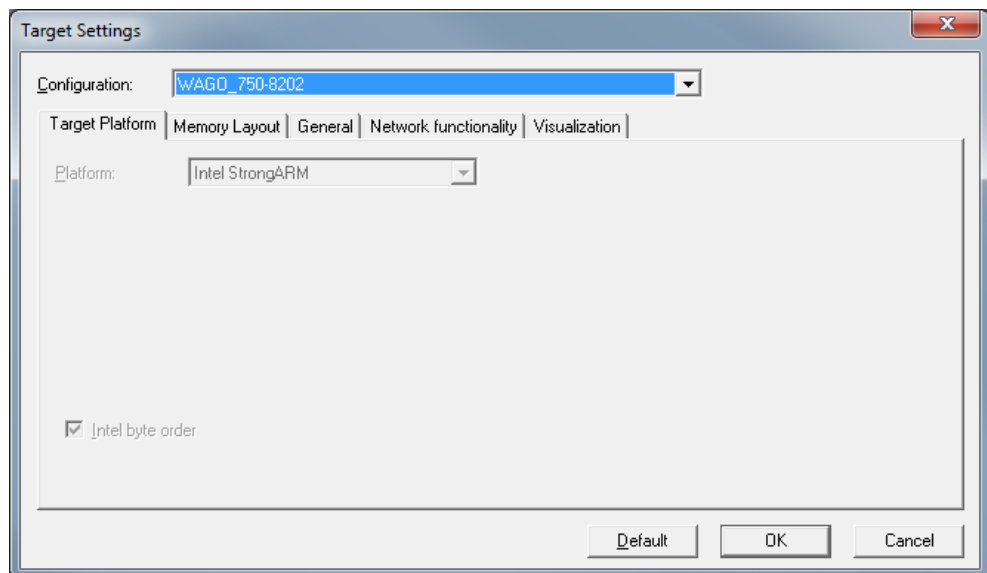 Target Settings
Configuration: WAGO_750-8202
Target Platform Memory Layout General Network functionality Visualization
Platform: Intel StrongARM
Intel byte order
Default OK Cancel